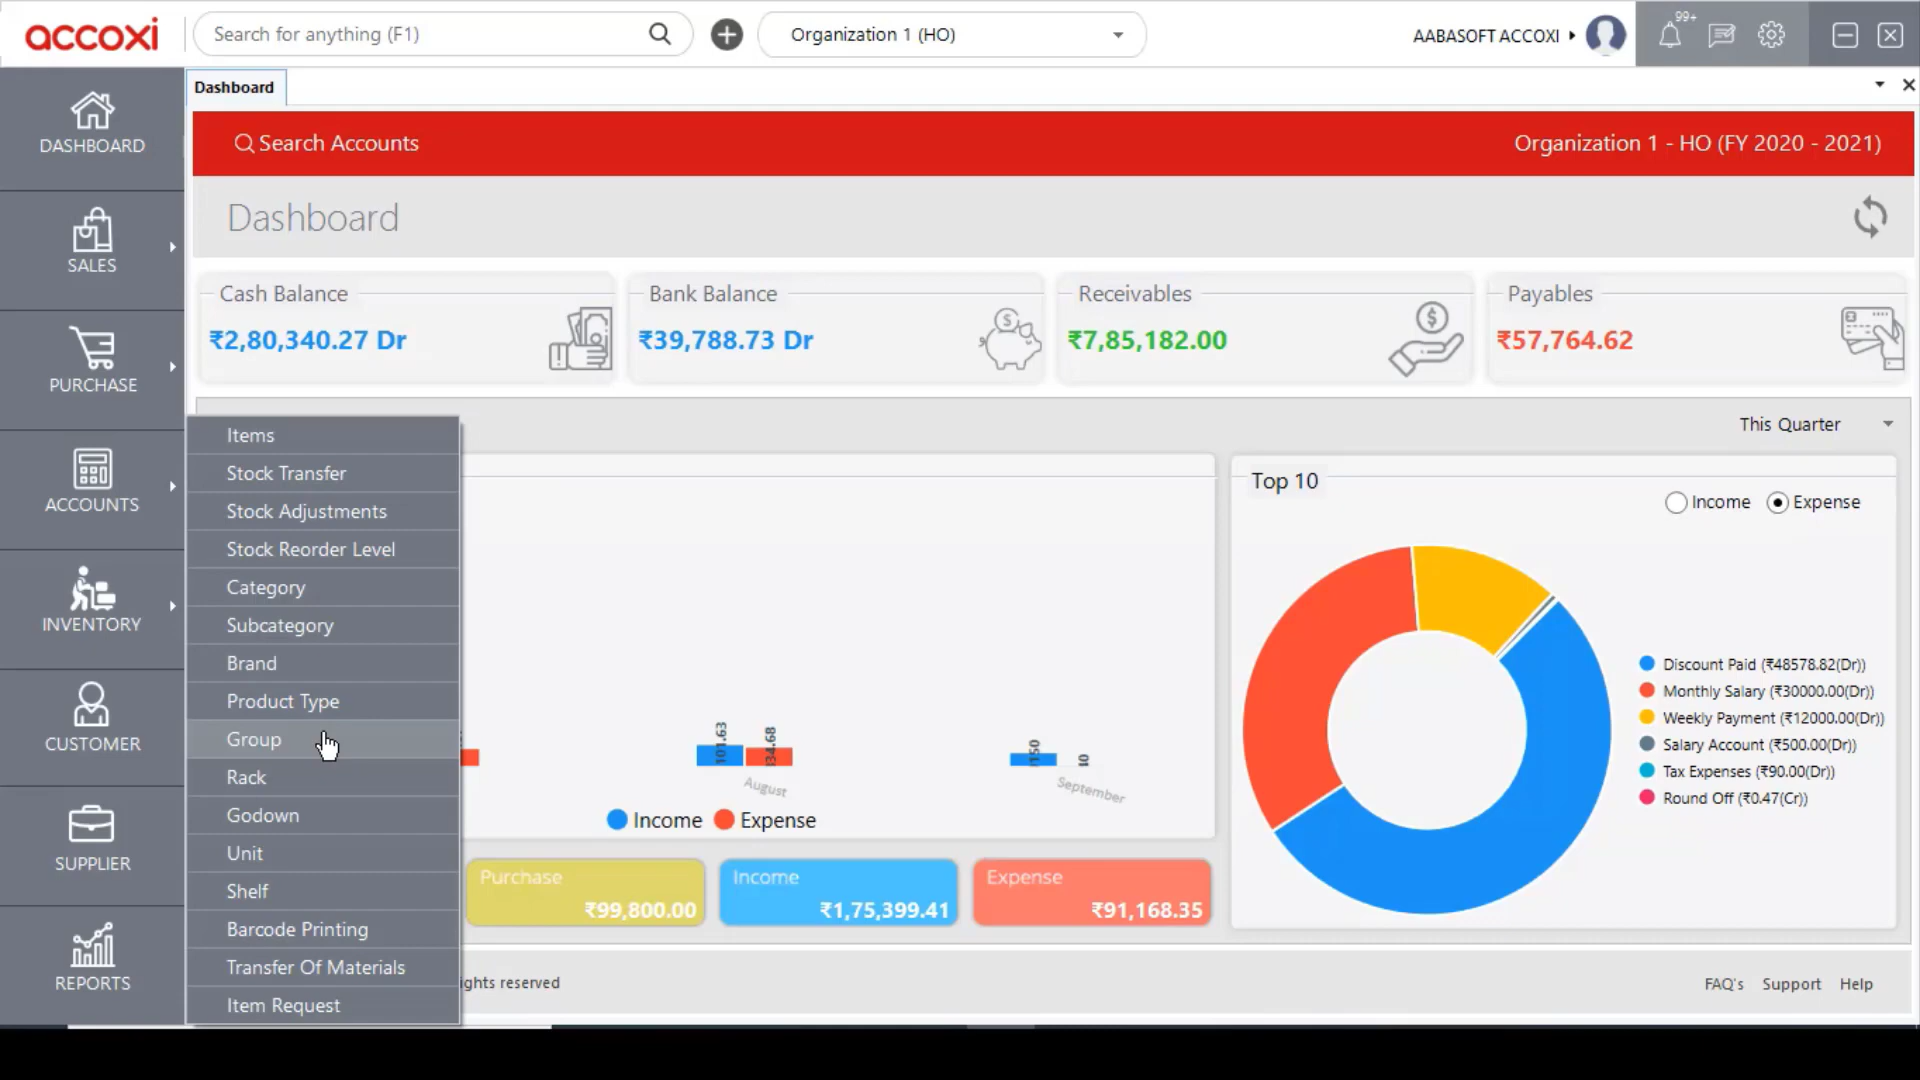 accoxi
Search for anything (F1)
Organization 1 (HO)
AABASOFT ACCOXI
99+
Dashboard
DASHBOARD
SALES
PURCHASE
ACCOUNTS
INVENTORY
CUSTOMER
SUPPLIER
REPORTS
Search Accounts
Organization 1 - HO (FY 2020 - 2021)
Dashboard
Cash Balance
₹2,80,340.27 Dr
Bank Balance
₹39,788.73 Dr
Receivables
₹7,85,182.00
Payables
₹57,764.62
Items
Stock Transfer
Stock Adjustments
Stock Reorder Level
Category
Subcategory
Brand
Product Type
Group
Rack
Godown
Unit
Shelf
Barcode Printing
Transfer Of Materials
Item Request
This Quarter
August
September
Income
Expense
Top 10
Income
Expense
Discount Paid (₹48578.82(Dr))
Monthly Salary (₹30000.00(Dr))
Weekly Payment (₹12000.00(Dr))
Salary Account (₹500.00(Dr))
Tax Expenses (₹90.00(Dr))
Round Off (₹0.47(Cr))
Purchase
₹99,800.00
Income
₹1,75,399.41
Expense
₹91,168.35
ights reserved
FAQ's
Support
Help